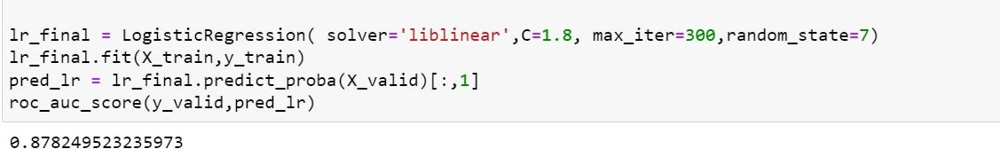 lr_final = LogisticRegression( solver='liblinear',C=1.8, max_iter=300,random_state=7)
lr_final.fit(X_train,y_train)
pred_lr = lr_final.predict_proba(X_valid)[:,1]
roc_auc_score(y_valid,pred_lr)
0.878249523235973